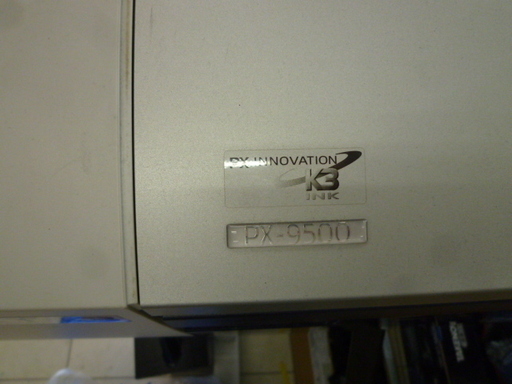 PX INNOVATION
K3
INK
PX-9500